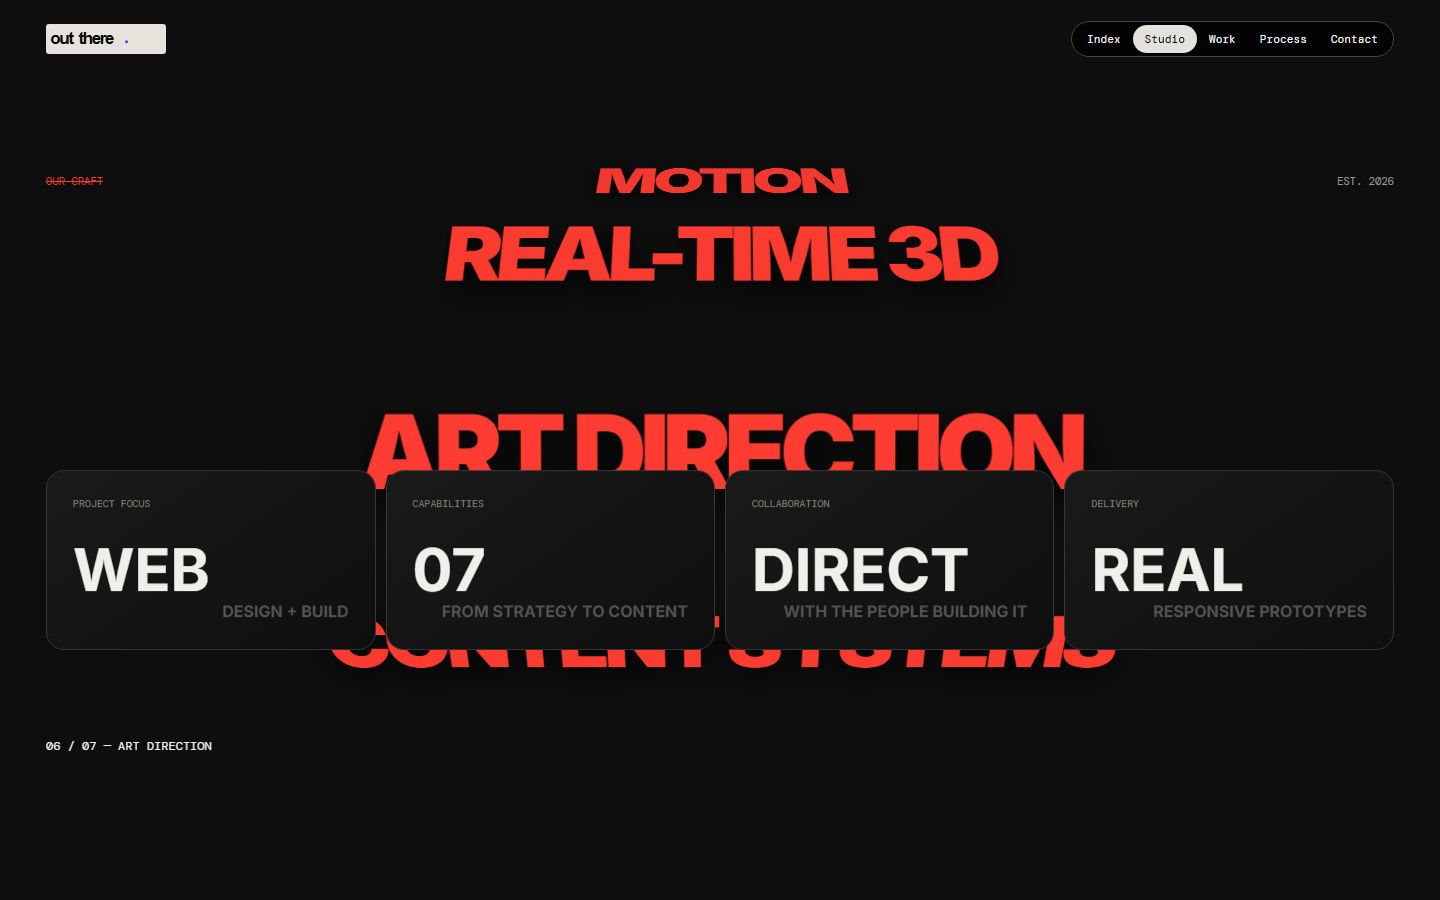 out there .
Index Studio Work Process Contact
OUR CRAFT
MOTION
EST. 2026
REAL-TIME 3D
ART DIRECTION
PROJECT FOCUS
WEB
DESIGN + BUILD
CAPABILITIES
07
FROM STRATEGY TO CONTENT
COLLABORATION
DIRECT
WITH THE PEOPLE BUILDING IT
DELIVERY
REAL
RESPONSIVE PROTOTYPES
CONTENT SYSTEMS
06 / 07 — ART DIRECTION